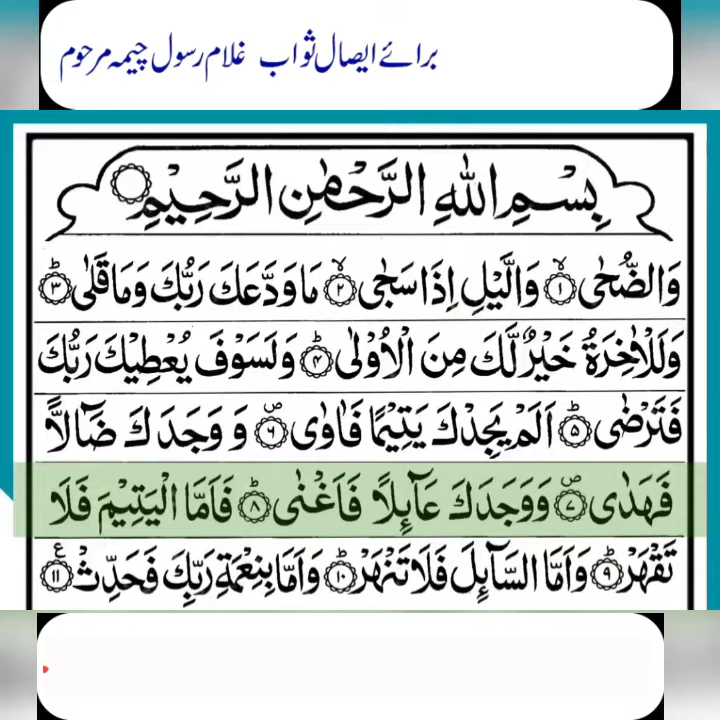 برائے ایصال ثواب غلام رسول چیمہ مرحوم
بِسْمِ اللهِ الرَّحْمٰنِ الرَّحِيْمِ
وَالضُّحٰى ۙ﴿۱﴾ وَالَّيْلِ اِذَا سَجٰى ۙ﴿۲﴾ مَا وَدَّعَكَ رَبُّكَ وَمَا قَلٰى ؕ﴿۳﴾
وَلَلْاٰخِرَةُ خَيْرٌ لَّكَ مِنَ الْاُوْلٰى ؕ﴿۴﴾ وَلَسَوْفَ يُعْطِيْكَ رَبُّكَ
فَتَرْضٰى ؕ﴿۵﴾ اَلَمْ يَجِدْكَ يَتِيْمًا فَاٰوٰى ۪﴿۶﴾ وَ وَجَدَكَ ضَآلًّا
فَهَدٰى ۪﴿۷﴾ وَوَجَدَكَ عَآئِلًا فَاَغْنٰى ؕ﴿۸﴾ فَاَمَّا الْيَتِيْمَ فَلَا
تَقْهَرْ ؕ﴿۹﴾ وَاَمَّا السَّآئِلَ فَلَا تَنْهَرْ ؕ﴿۱۰﴾ وَاَمَّا بِنِعْمَةِ رَبِّكَ فَحَدِّثْ ﴿۱۱﴾ ع